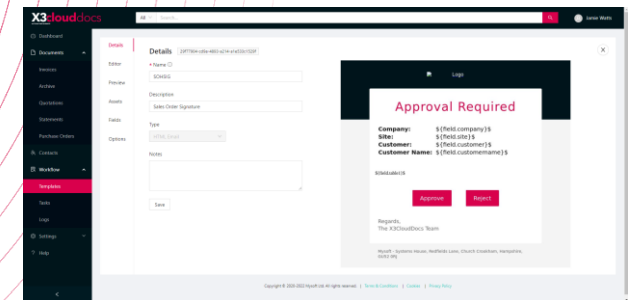 X3clouddocs
All
Search...
Jamie Watts
Dashboard
Documents
Invoices
Archive
Quotations
Statements
Purchase Orders
Contacts
Workflow
Templates
Tasks
Logs
Settings
? Help
Details
Editor
Preview
Assets
Fields
Options
Details
* Name
SOHSIG
Description
Sales Order Signature
Type
HTML Email
Notes
Save
Logo
Approval Required
Company: ${field.company}$
Site: ${field.site}$
Customer: ${field.customer}$
Customer Name: ${field.customername}$
Approve
Reject
Regards,
The X3CloudDocs Team
Copyright © 2020-2022 Mysoft Ltd. All rights reserved. | Terms & Conditions | Cookies | Privacy Policy